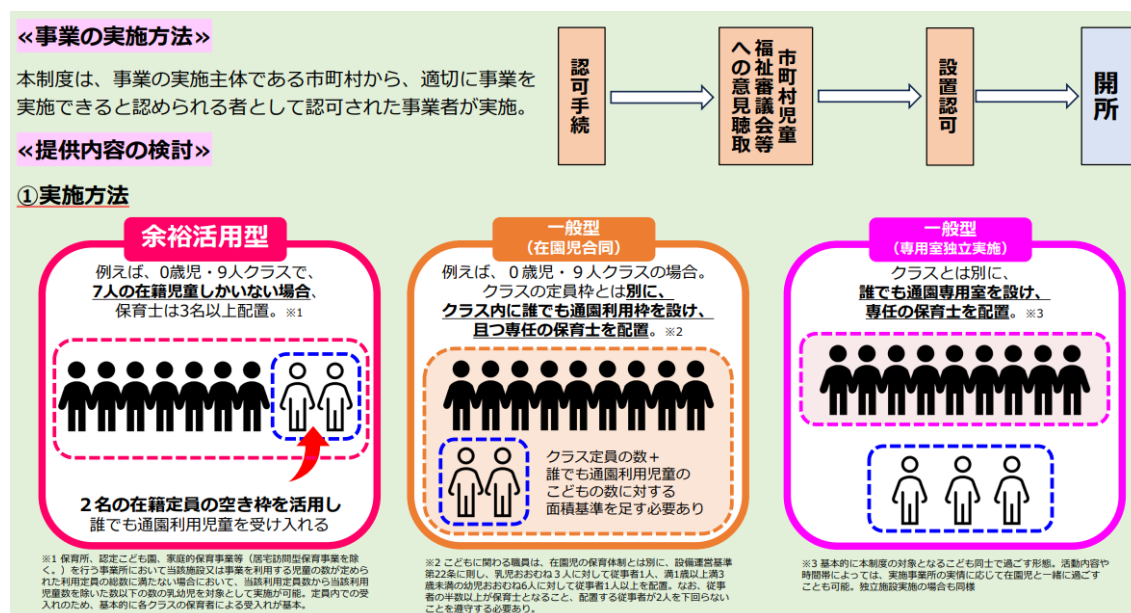 ≪事業の実施方法≫
本制度は、事業の実施主体である市町村から、適切に事業を
実施できると認められる者として認可された事業者が実施。
認可手続
市町村児童
福祉審議会等
への意見聴取
設置認可
開所
≪提供内容の検討≫
①実施方法
余裕活用型
例えば、0歳児・9人クラスで、
7人の在籍児童しかいない場合、
保育士は3名以上配置。※1
2名の在籍定員の空き枠を活用し
誰でも通園利用児童を受け入れる
※1 保育所、認定こども園、家庭的保育事業等（居宅訪問型保育事業を除
く。）を行う事業所において当該施設又は事業を利用する児童の数が定められ
た利用定員の総数に満たない場合において、当該利用定員数から当該利用
児童数を除いた数以下の数の乳幼児を対象として実施が可能。定員内での受
入れのため、基本的に各クラスの保育者による受入れが基本。
一般型
（在園児合同）
例えば、０歳児・９人クラスの場合。
クラスの定員枠とは別に、
クラス内に誰でも通園利用枠を設け、
且つ専任の保育士を配置。※2
クラス定員の数＋
誰でも通園利用児童の
こどもの数に対する
面積基準を足す必要あり
※2 こどもに関わる職員は、在園児の保育体制とは別に、設備運営基準
第22条に則し、乳児おおむね３人に対して従事者1人、満1歳以上満3
歳未満の幼児おおむね6人に対して従事者1人以上を配置。なお、従事
者の半数以上が保育士となること、配置する従事者が2人を下回らない
ことを遵守する必要あり。
一般型
（専用室独立実施）
クラスとは別に、
誰でも通園専用室を設け、
専任の保育士を配置。※3
※3 基本的に本制度の対象となるこども同士で過ごす形態。活動内容や
時間帯によっては、実施事業所の実情に応じて在園児と一緒に過ごす
ことも可能。独立施設実施の場合も同様